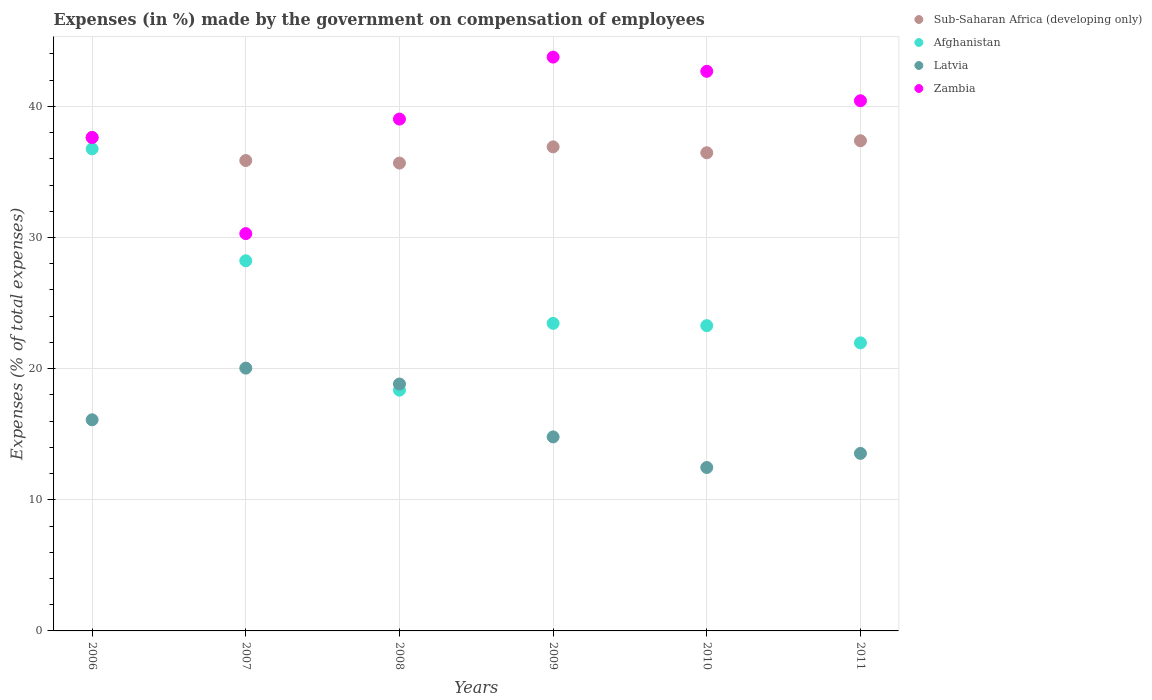 Expenses (in %) made by the government on compensation of employees
Sub-Saharan Africa (developing only)
Afghanistan
Latvia
Zambia
Expenses (% of total expenses)
40
30
20
10
0
2006
2007
2008
2009
2010
2011
Years